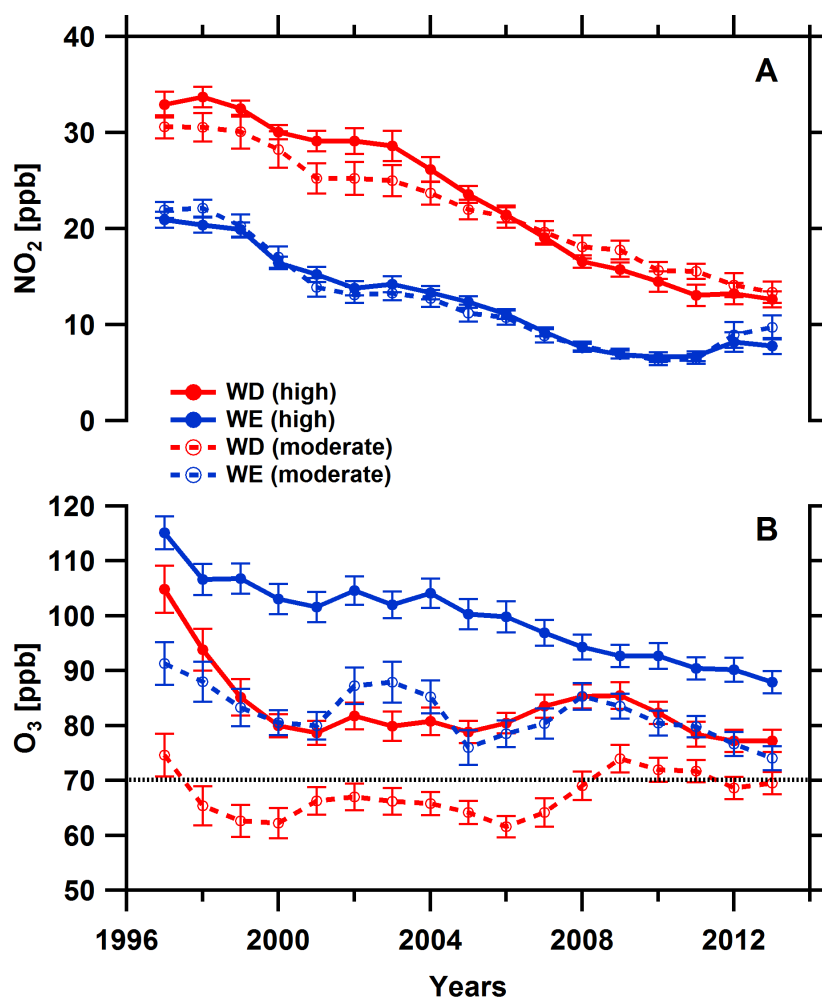 40
A
30
20
10
0
NO2 [ppb]
WD (high)
WE (high)
WD (moderate)
WE (moderate)
120
B
110
100
90
80
70
60
50
O3 [ppb]
1996
2000
2004
2008
2012
Years